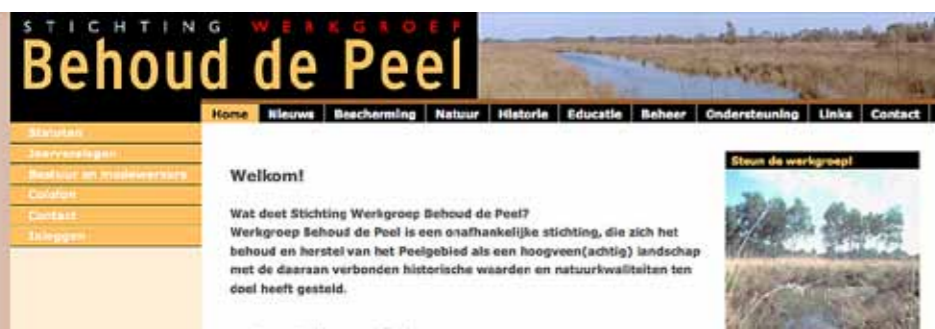 STICHTING WERKGROEP
Behoud de Peel
Home Nieuws Bescherming Natuur Historie Educatie Beheer Ondersteuning Links Contact
Statuten
Jaarverslagen
Bestuur en medewerkers
Colofon
Contact
Inloggen
Welkom!
Wat doet Stichting Werkgroep Behoud de Peel?
Werkgroep Behoud de Peel is een onafhankelijke stichting, die zich het
behoud en herstel van het Peelgebied als een hoogveen(achtig) landschap
met de daaraan verbonden historische waarden en natuurkwaliteiten ten
doel heeft gesteld.
Steun de werkgroep!